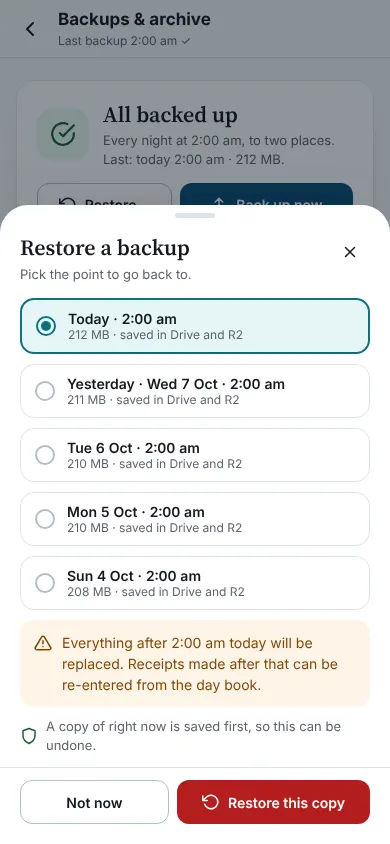 Backups & archive
Last backup 2:00 am ✓
All backed up
Every night at 2:00 am, to two places.
Last: today 2:00 am · 212 MB.
Restore
Back up now
Restore a backup
Pick the point to go back to.
Today · 2:00 am
212 MB · saved in Drive and R2
Yesterday · Wed 7 Oct · 2:00 am
211 MB · saved in Drive and R2
Tue 6 Oct · 2:00 am
210 MB · saved in Drive and R2
Mon 5 Oct · 2:00 am
210 MB · saved in Drive and R2
Sun 4 Oct · 2:00 am
208 MB · saved in Drive and R2
Everything after 2:00 am today will be
replaced. Receipts made after that can be
re-entered from the day book.
A copy of right now is saved first, so this can be
undone.
Not now
Restore this copy